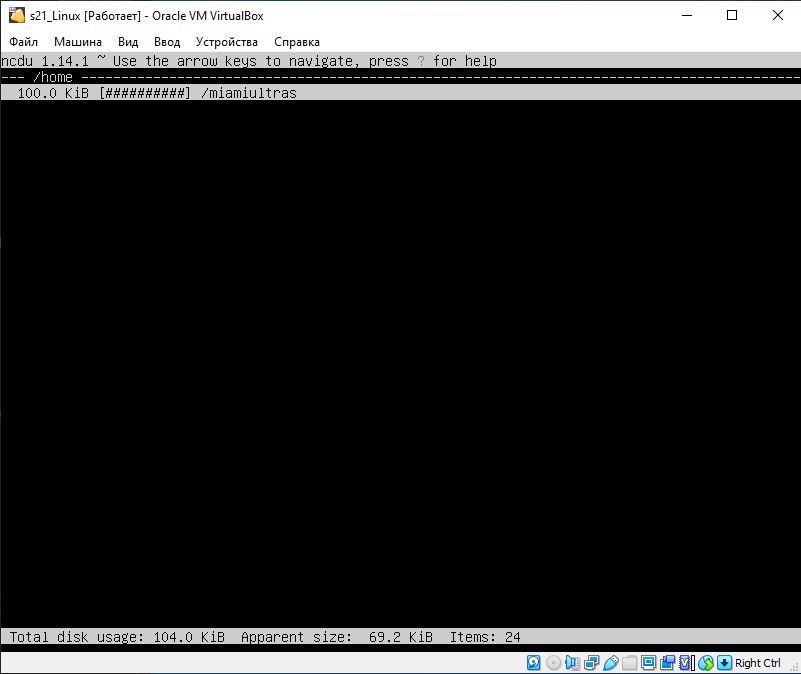 s21_Linux [Работает] - Oracle VM VirtualBox
Файл Машина Вид Ввод Устройства Справка
ncdu 1.14.1 ~ Use the arrow keys to navigate, press ? for help
--- /home ----------------------------------------------------------------------------------------
100.0 KiB [##########] /miamiultras
Total disk usage: 104.0 KiB Apparent size: 69.2 KiB Items: 24
Right Ctrl